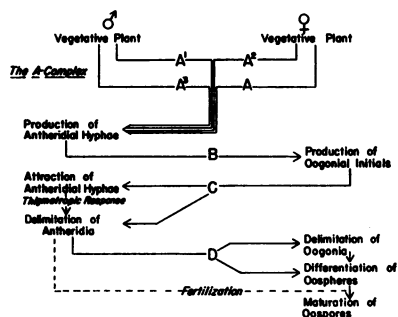 ♂ ♀
Vegetative Plant Vegetative Plant
A¹ A²
The A-Complex
A³ A
Production of
Antheridial Hyphae
B
Production of
Oogonial Initials
Attraction of
Antheridial Hyphae
C
Thigmotropic Response
Delimitation of
Antheridia
Delimitation of
Oogonia
D
Differentiation of
Oospheres
Fertilization
Maturation of
Oospores